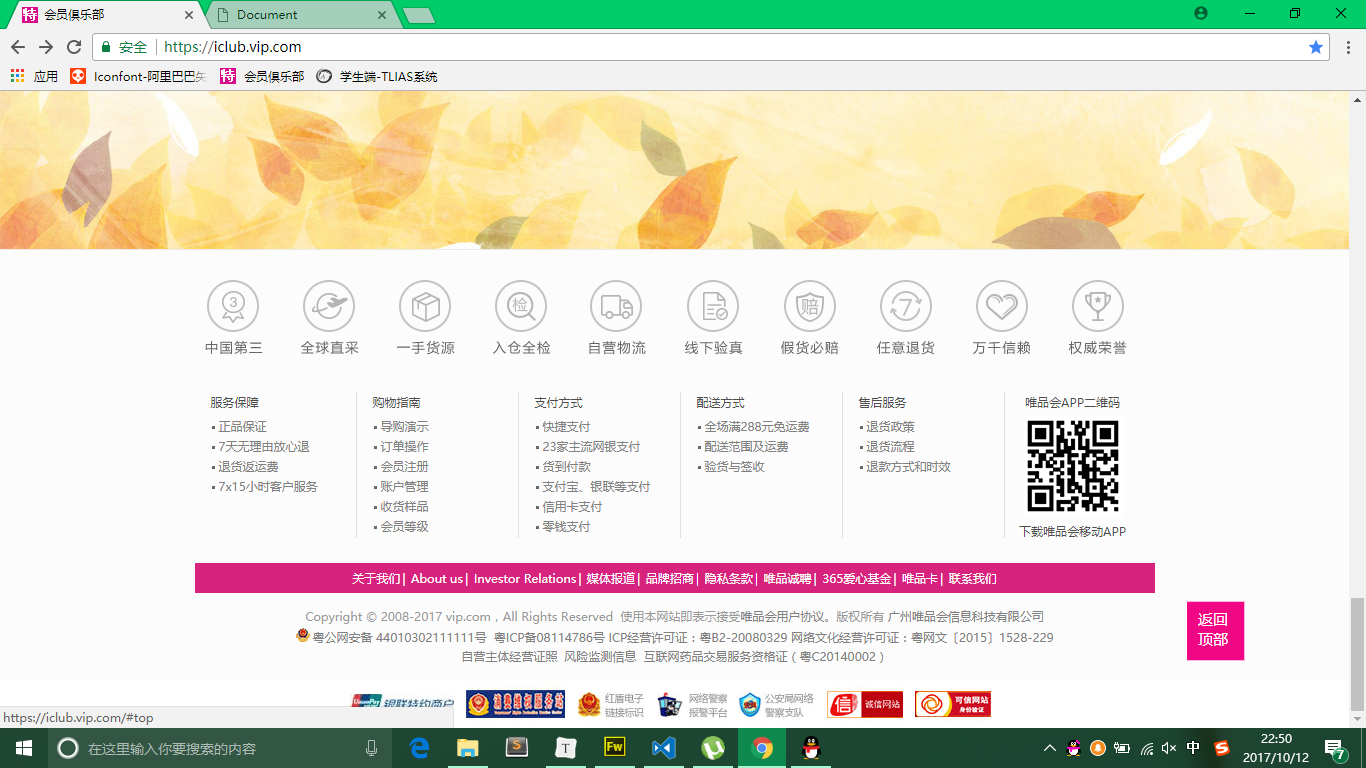 特 会员俱乐部
Document
安全 https://iclub.vip.com
应用 Iconfont-阿里巴巴矢 特 会员俱乐部 学生端-TLIAS系统
3 检 赔 7
中国第三 全球直采 一手货源 入仓全检 自营物流 线下验真 假货必赔 任意退货 万千信赖 权威荣誉
服务保障
正品保证
7天无理由放心退
退货返运费
7x15小时客户服务
购物指南
导购演示
订单操作
会员注册
账户管理
收货样品
会员等级
支付方式
快捷支付
23家主流网银支付
货到付款
支付宝、银联等支付
信用卡支付
零钱支付
配送方式
全场满288元免运费
配送范围及运费
验货与签收
售后服务
退货政策
退货流程
退款方式和时效
唯品会APP二维码
下载唯品会移动APP
关于我们| About us| Investor Relations| 媒体报道| 品牌招商| 隐私条款| 唯品诚聘| 365爱心基金| 唯品卡| 联系我们
Copyright © 2008-2017 vip.com，All Rights Reserved 使用本网站即表示接受唯品会用户协议。版权所有 广州唯品会信息科技有限公司
粤公网安备 44010302111111号 粤ICP备08114786号 ICP经营许可证：粤B2-20080329 网络文化经营许可证：粤网文〔2015〕1528-229
自营主体经营证照 风险监测信息 互联网药品交易服务资格证（粤C20140002）
返回
顶部
银联特约商户
消费维权服务站
红盾电子
链接标识
网络警察
报警平台
公安局网络
警察支队
信 诚信网站
可信网站
身份验证
https://iclub.vip.com/#top
在这里输入你要搜索的内容
S T Fw
中 S
22:50
2017/10/12
7